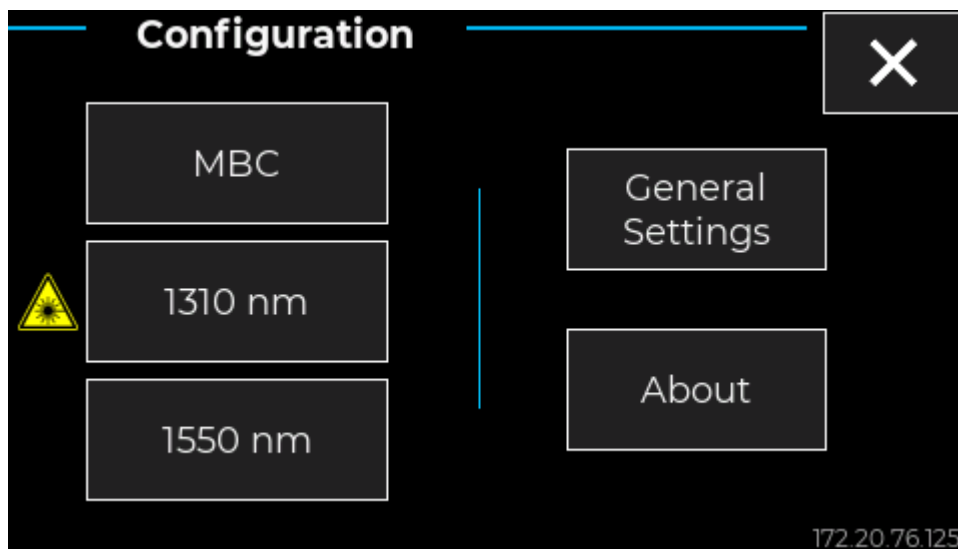 Configuration
MBC
1310 nm
1550 nm
General
Settings
About
172.20.76.125